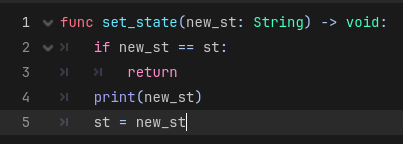 1 func set_state(new_st: String) -> void:
2 if new_st == st:
3 return
4 print(new_st)
5 st = new_st